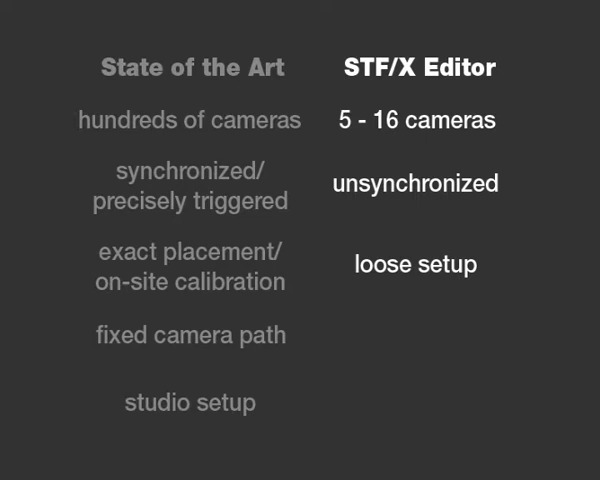 State of the Art
STF/X Editor
hundreds of cameras
5 - 16 cameras
synchronized/
precisely triggered
unsynchronized
exact placement/
on-site calibration
loose setup
fixed camera path
studio setup